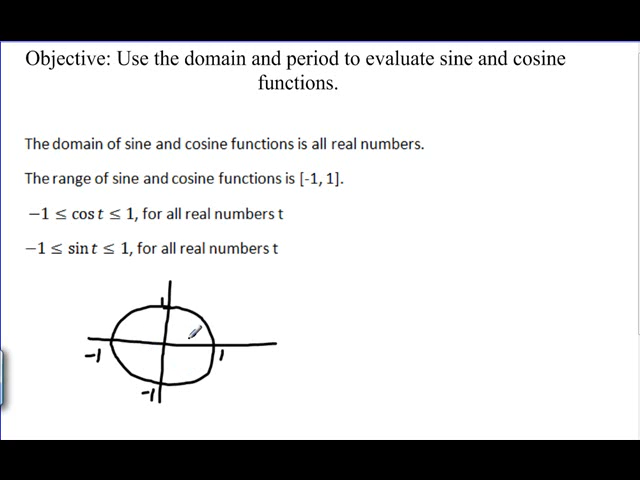 Objective: Use the domain and period to evaluate sine and cosine
functions.
The domain of sine and cosine functions is all real numbers.
The range of sine and cosine functions is [-1, 1].
−1 ≤ cos t ≤ 1, for all real numbers t
−1 ≤ sin t ≤ 1, for all real numbers t
1
-1
1
-1